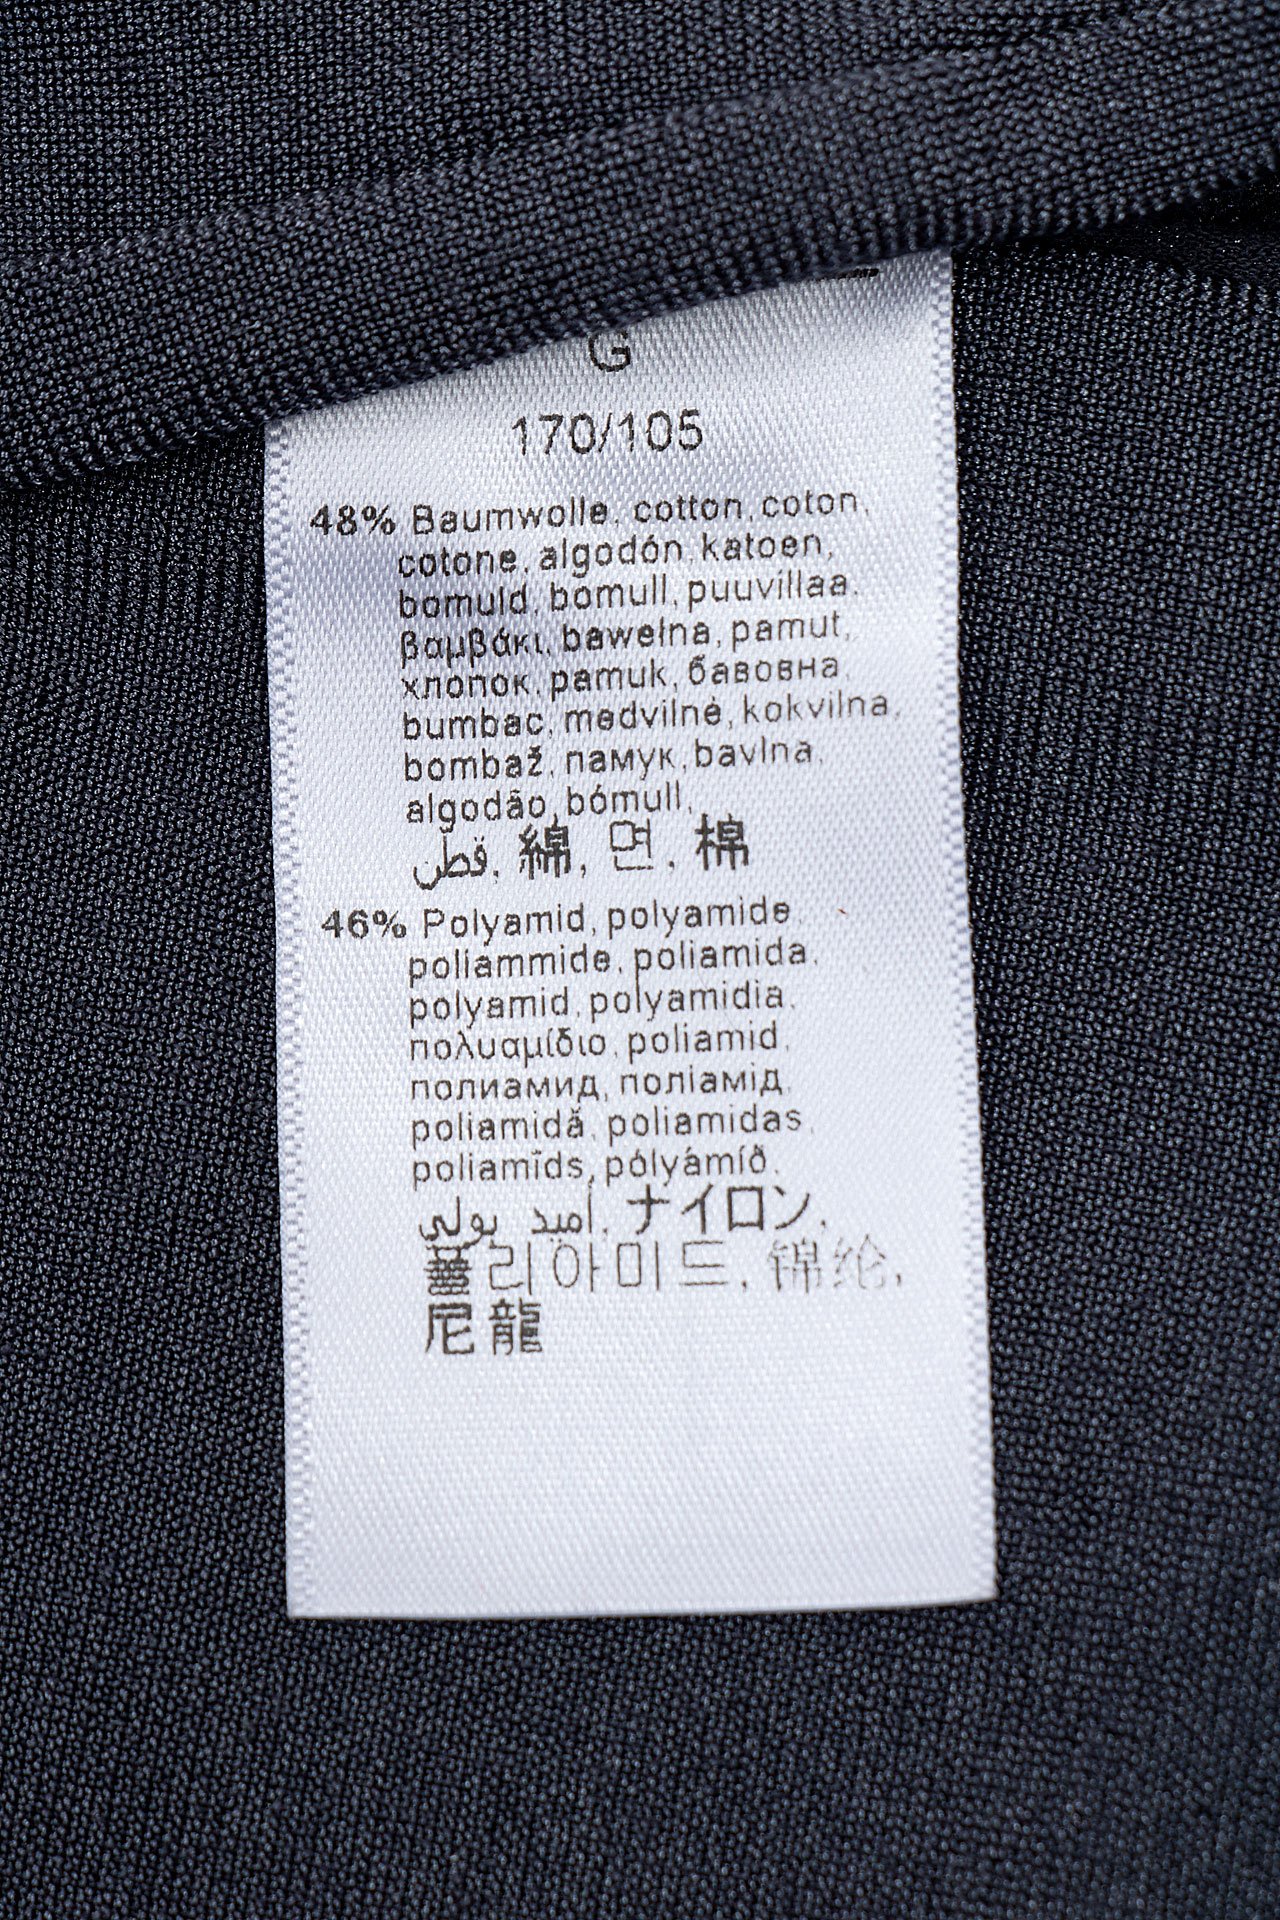 G
170/105
48% Baumwolle, cotton, coton,
cotone, algodón, katoen,
bomuld, bomull, puuvillaa,
βαμβάκι, bawełna, pamut,
хлопок, pamuk, бавовна,
bumbac, medvilnė, kokvilna,
bombaž, памук, bavlna,
algodão, bómull,
قطن, 綿, 면, 棉
46% Polyamid, polyamide,
poliammide, poliamida,
polyamid, polyamidia,
πολυαμίδιο, poliamid,
полиамид, поліамід,
poliamidă, poliamidas,
poliamīds, pólýamíð,
بولي اميد, ナイロン,
폴리아미드, 锦纶,
尼龍